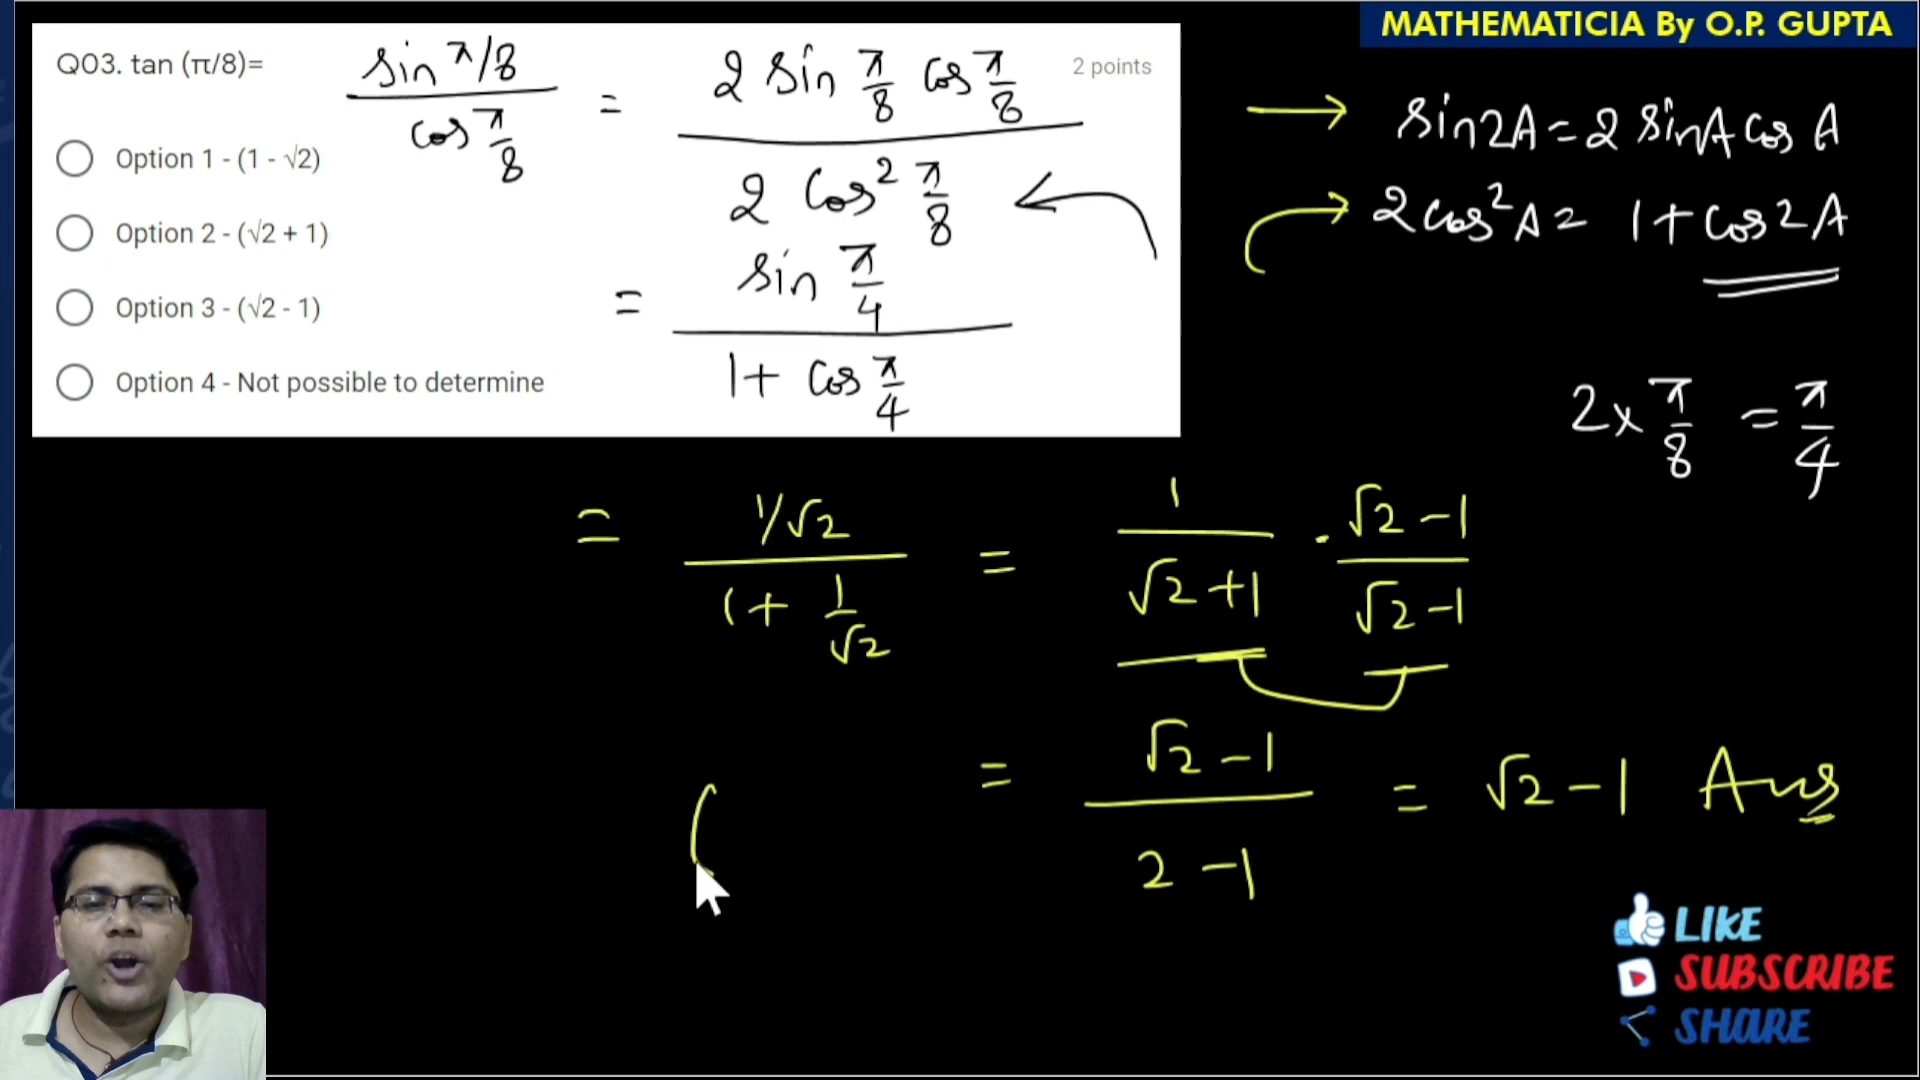 MATHEMATICIA By O.P. GUPTA
Q03. tan (π/8)=
2 points
Option 1 - (1 - √2)
Option 2 - (√2 + 1)
Option 3 - (√2 - 1)
Option 4 - Not possible to determine
sin π/8 / cos π/8 = 2 sin π/8 cos π/8 / 2 cos² π/8
= sin π/4 / 1 + cos π/4
→ sin2A = 2 sinA cos A
→ 2cos²A = 1 + cos2A
2 x π/8 = π/4
= 1/√2 / 1 + 1/√2 = 1 / √2 + 1 . √2 - 1 / √2 - 1
= √2 - 1 / 2 - 1 = √2 - 1 Ans
(
LIKE
SUBSCRIBE
SHARE